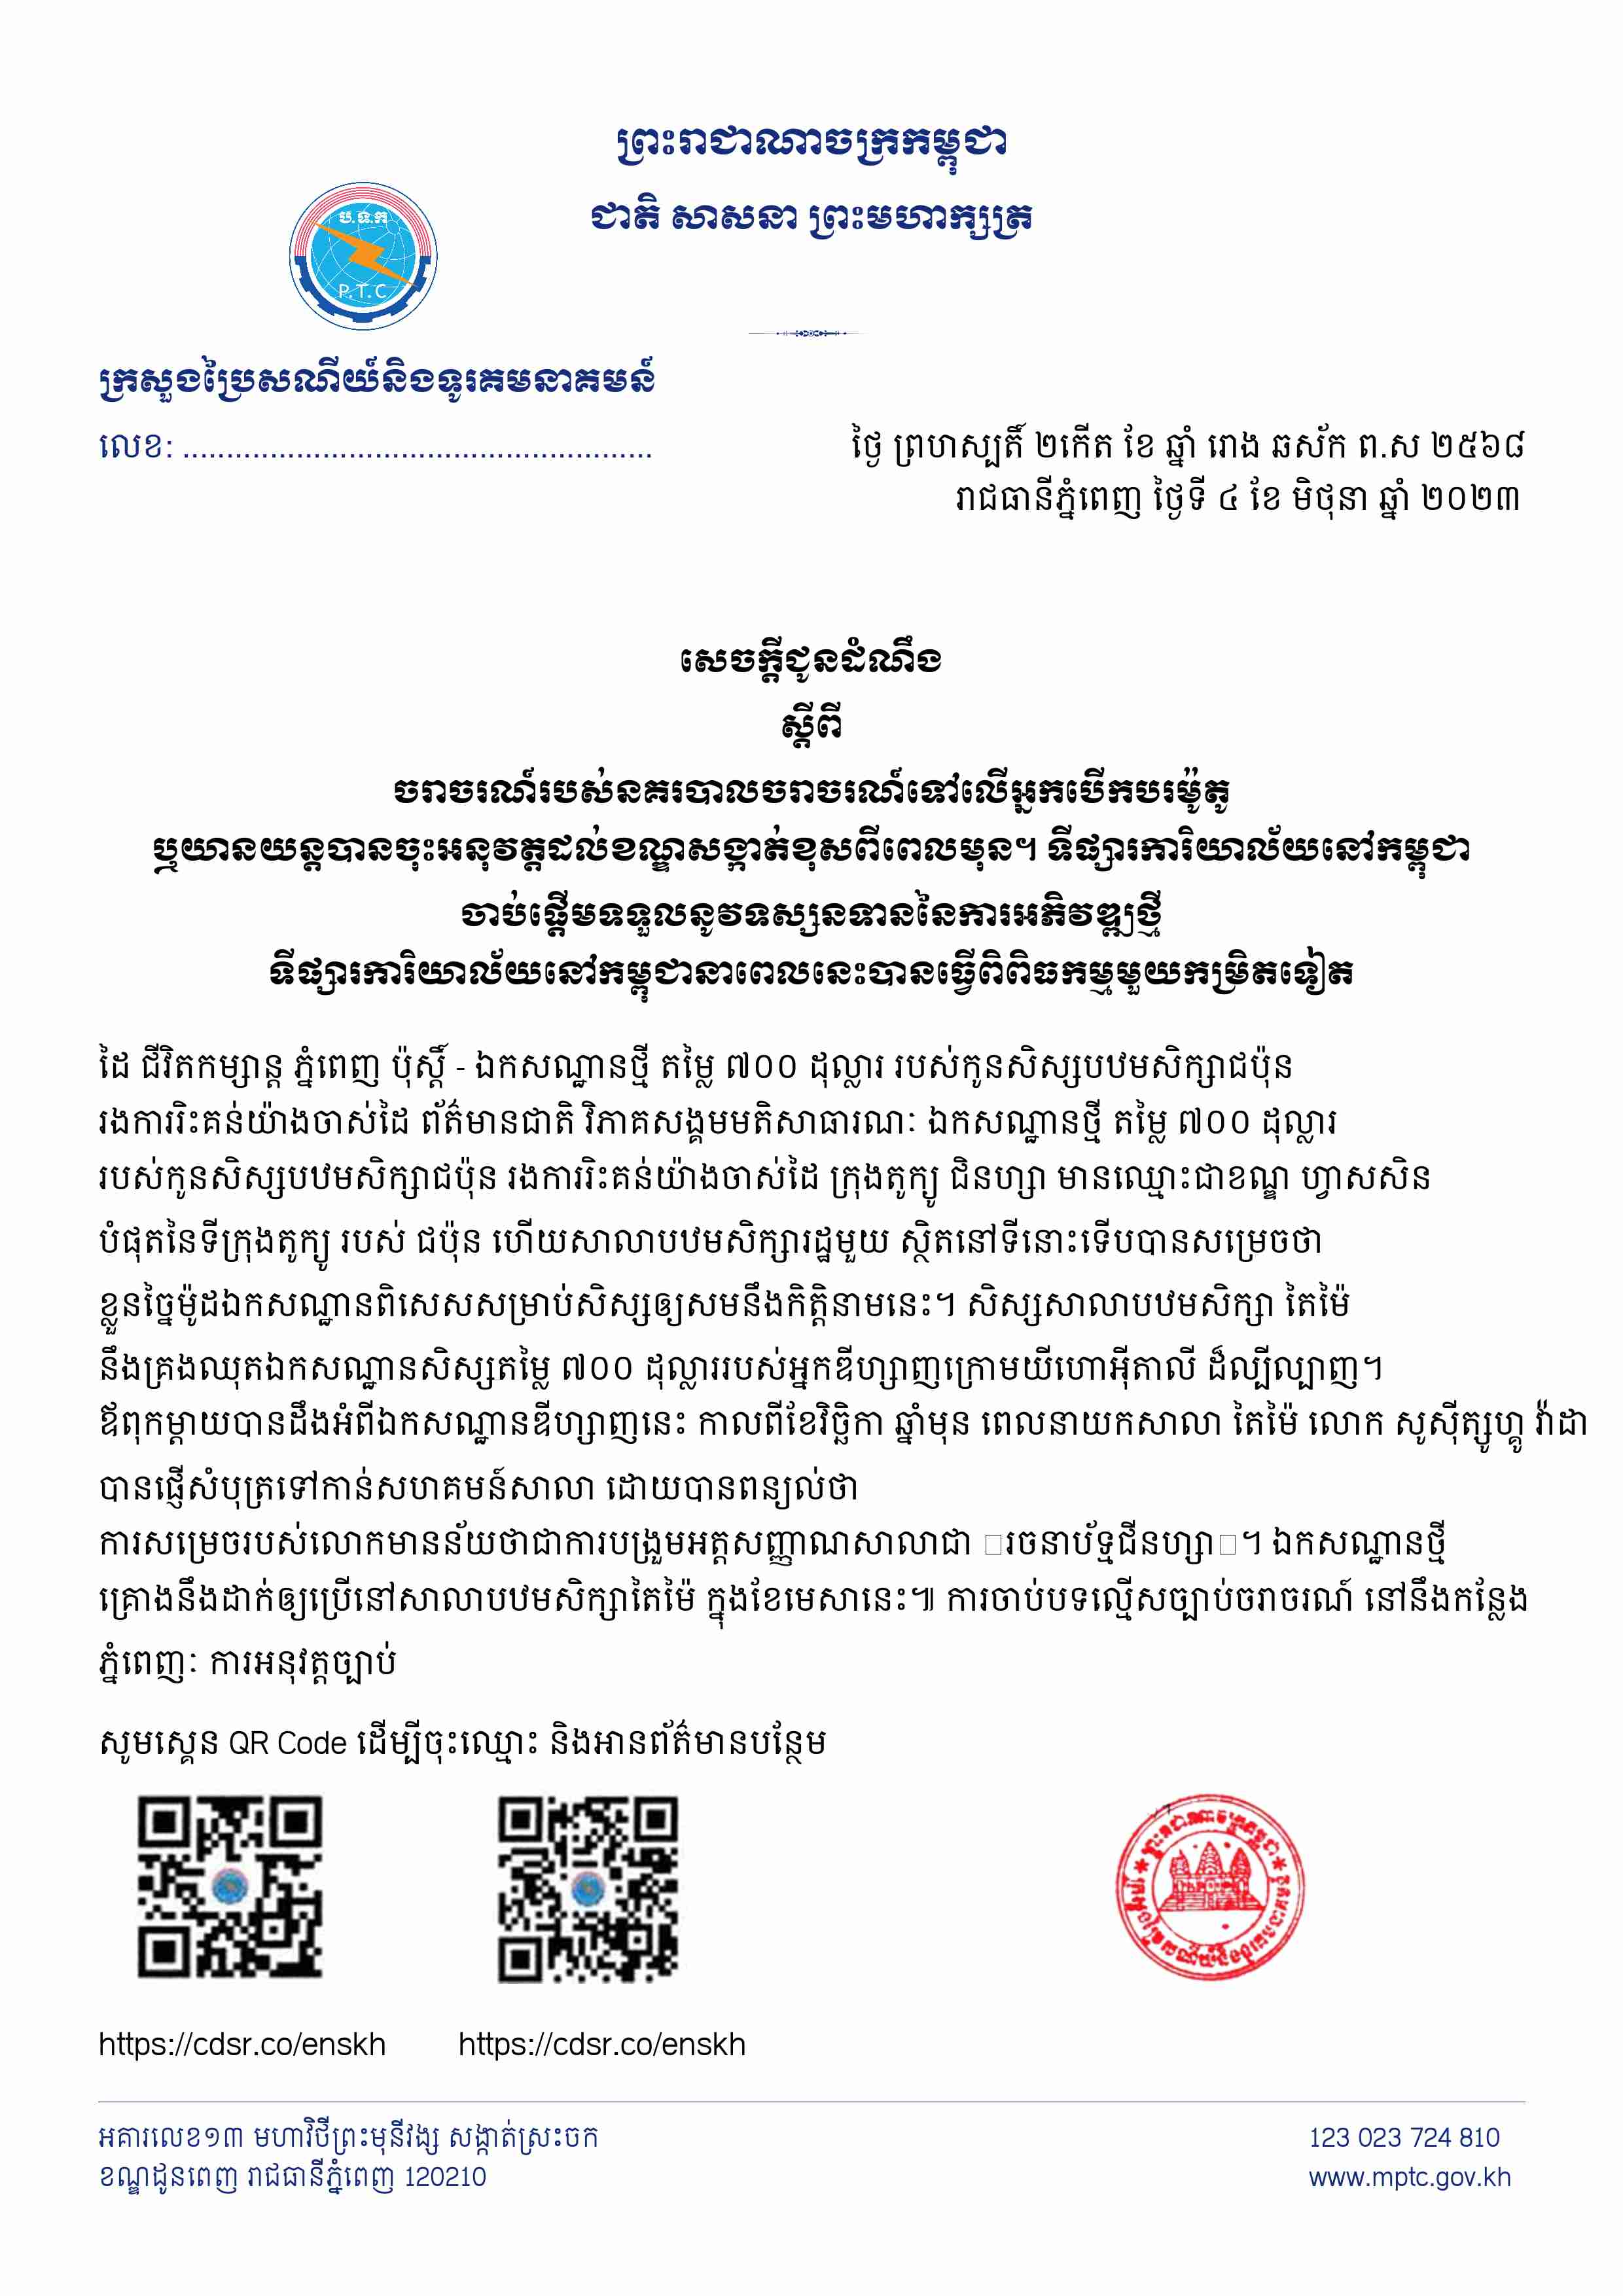 ព្រះរាជាណាចក្រកម្ពុជា
ជាតិ សាសនា ព្រះមហាក្សត្រ
ប.ទ.ក
P.T.C
ក្រសួងប្រៃសណីយ៍និងទូរគមនាគមន៍
លេខ: ......................................................
ថ្ងៃ ព្រហស្បតិ៍ ២កើត ខែ ឆ្នាំ រោង ឆស័ក ព.ស ២៥៦៨
រាជធានីភ្នំពេញ ថ្ងៃទី ៤ ខែ មិថុនា ឆ្នាំ ២០២៣
សេចក្តីជូនដំណឹង
ស្តីពី
ចរាចរណ៍របស់នគរបាលចរាចរណ៍ទៅលើអ្នកបើកបរម៉ូតូ
ឬយានយន្តបានចុះអនុវត្តដល់ខណ្ឌសង្កាត់ខុសពីពេលមុន។ ទីផ្សារការិយាល័យនៅកម្ពុជា
ចាប់ផ្តើមទទួលនូវទស្សនទាននៃការអភិវឌ្ឍថ្មី
ទីផ្សារការិយាល័យនៅកម្ពុជានាពេលនេះបានធ្វើពិពិធកម្មមួយកម្រិតទៀត
ដៃ ជីវិតកម្សាន្ត ភ្នំពេញ ប៉ុស្តិ៍ - ឯកសណ្ឋានថ្មី តម្លៃ ៧០០ ដុល្លារ របស់កូនសិស្សបឋមសិក្សាជប៉ុន
រងការរិះគន់យ៉ាងចាស់ដៃ ព័ត៌មានជាតិ វិភាគសង្គមមតិសាធារណៈ ឯកសណ្ឋានថ្មី តម្លៃ ៧០០ ដុល្លារ
របស់កូនសិស្សបឋមសិក្សាជប៉ុន រងការរិះគន់យ៉ាងចាស់ដៃ ក្រុងតូក្យូ ជិនហ្សា មានឈ្មោះជាខណ្ឌ ហ្វាសសិន
បំផុតនៃទីក្រុងតូក្យូ របស់ ជប៉ុន ហើយសាលាបឋមសិក្សារដ្ឋមួយ ស្ថិតនៅទីនោះទើបបានសម្រេចថា
ខ្លួនច្នៃម៉ូដឯកសណ្ឋានពិសេសសម្រាប់សិស្សឲ្យសមនឹងកិត្តិនាមនេះ។ សិស្សសាលាបឋមសិក្សា តៃម៉ៃ
នឹងគ្រងឈុតឯកសណ្ឋានសិស្សតម្លៃ ៧០០ ដុល្លាររបស់អ្នកឌីហ្សាញក្រោមយីហោអ៊ីតាលី ដ៏ល្បីល្បាញ។
ឪពុកម្តាយបានដឹងអំពីឯកសណ្ឋានឌីហ្សាញនេះ កាលពីខែវិច្ឆិកា ឆ្នាំមុន ពេលនាយកសាលា តៃម៉ៃ លោក សូស៊ីត្សូហ្គូ វ៉ាដា
បានផ្ញើសំបុត្រទៅកាន់សហគមន៍សាលា ដោយបានពន្យល់ថា
ការសម្រេចរបស់លោកមានន័យថាជាការបង្រួមអត្តសញ្ញាណសាលាជា រចនាប័ទ្មជីនហ្សា។ ឯកសណ្ឋានថ្មី
គ្រោងនឹងដាក់ឲ្យប្រើនៅសាលាបឋមសិក្សាតៃម៉ៃ ក្នុងខែមេសានេះ៕ ការចាប់បទល្មើសច្បាប់ចរាចរណ៍ នៅនឹងកន្លែង
ភ្នំពេញៈ ការអនុវត្តច្បាប់
សូមស្កេន QR Code ដើម្បីចុះឈ្មោះ និងអានព័ត៌មានបន្ថែម
ព្រះរាជាណាចក្រកម្ពុជា
ក្រសួងប្រៃសណីយ៍និងទូរគមនាគមន៍
https://cdsr.co/enskh https://cdsr.co/enskh
អគារលេខ១៣ មហាវិថីព្រះមុនីវង្ស សង្កាត់ស្រះចក
ខណ្ឌដូនពេញ រាជធានីភ្នំពេញ 120210
123 023 724 810
www.mptc.gov.kh